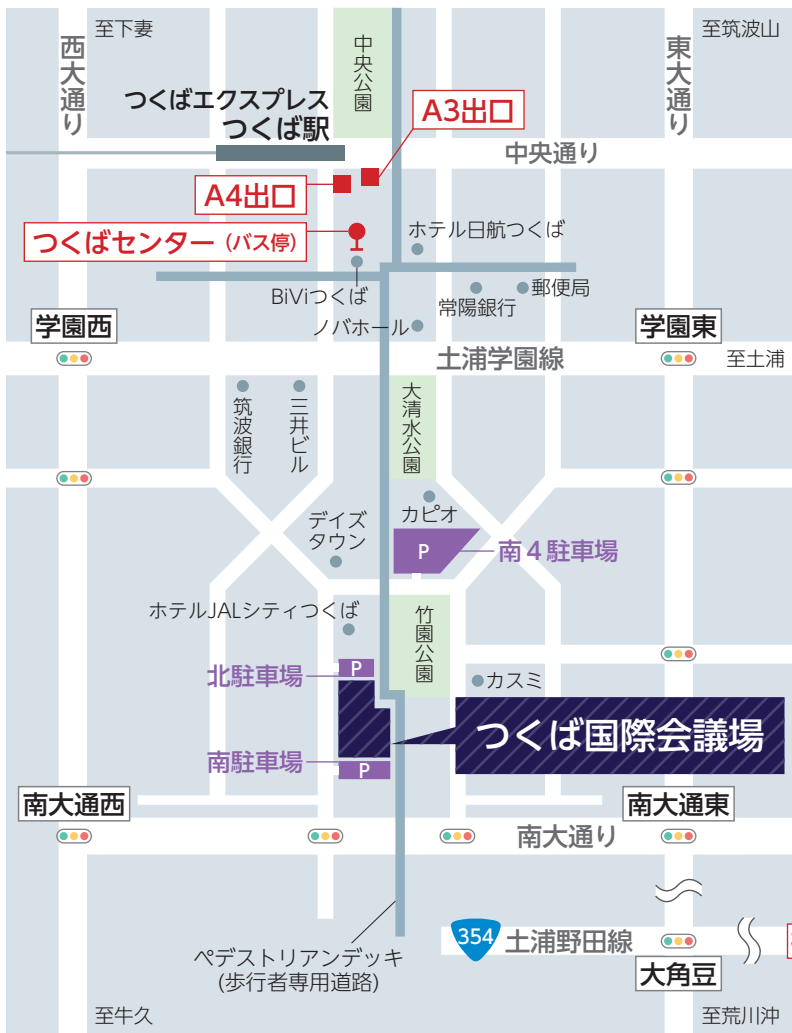 至下妻
至筑波山
西大通り
中央公園
東大通り
つくばエクスプレス
つくば駅
A3出口
中央通り
A4出口
つくばセンター（バス停）
ホテル日航つくば
BiViつくば
郵便局
常陽銀行
ノバホール
学園西
学園東
土浦学園線
至土浦
筑波銀行
三井ビル
大清水公園
カピオ
デイズ
タウン
P
南4駐車場
ホテルJALシティつくば
竹園公園
北駐車場
P
カスミ
つくば国際会議場
南駐車場
P
南大通西
南大通東
南大通り
354
土浦野田線
ペデストリアンデッキ
(歩行者専用道路)
大角豆
至牛久
至荒川沖